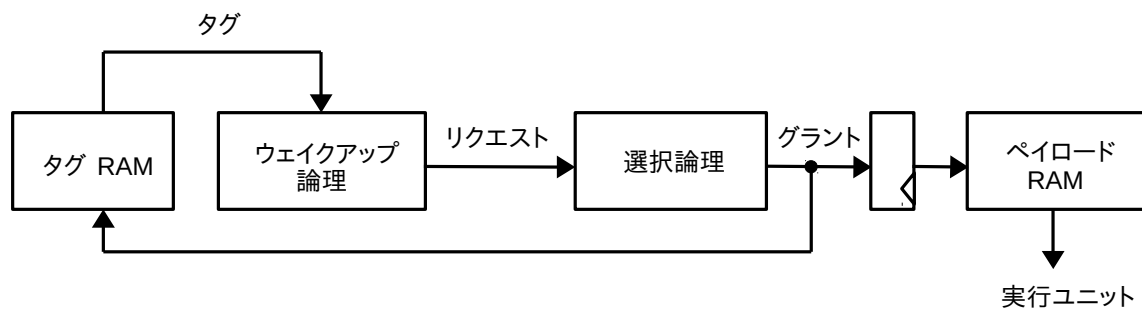 タグ
タグ RAM
ウェイクアップ
論理
リクエスト
選択論理
グラント
ペイロード
RAM
実行ユニット